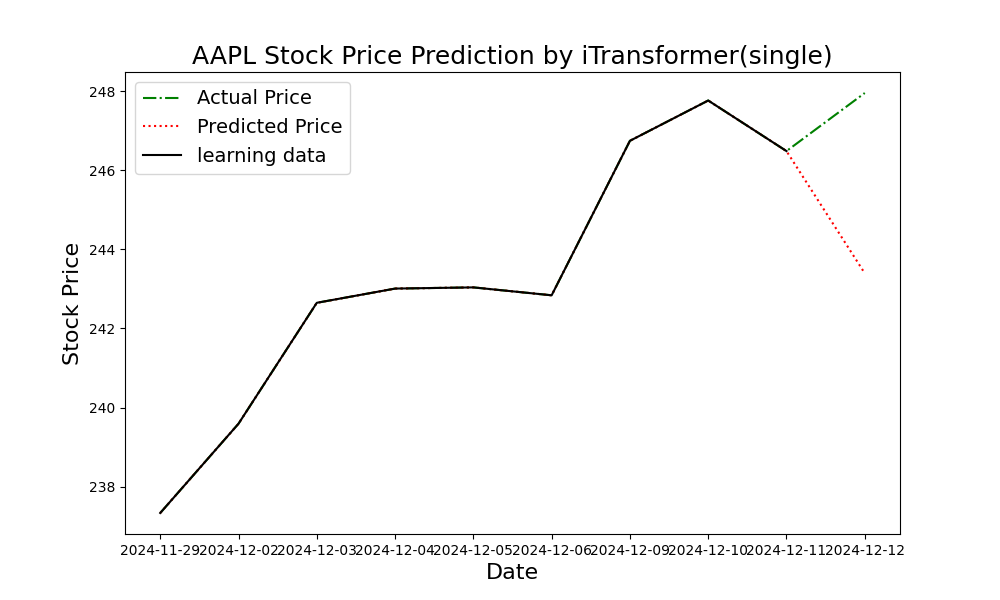 AAPL Stock Price Prediction by iTransformer(single)
Actual Price
Predicted Price
learning data
248
246
244
242
240
238
Stock Price
2024-11-29 2024-12-02 2024-12-03 2024-12-04 2024-12-05 2024-12-06 2024-12-09 2024-12-10 2024-12-11 2024-12-12
Date